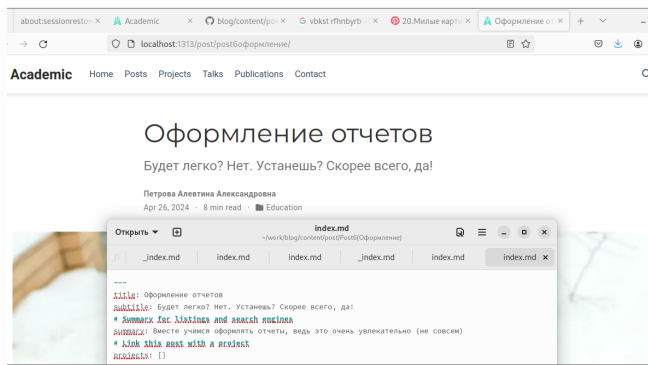 about:sessionrestor
Academic
blog/content/pos
vbkst rfhnbyrb
20.Милые карти
Оформление от
localhost:1313/post/post6оформление/
Academic Home Posts Projects Talks Publications Contact
Оформление отчетов
Будет легко? Нет. Устанешь? Скорее всего, да!
Петрова Алевтина Александровна
Apr 26, 2024 · 8 min read · Education
Открыть
index.md
~/work/blog/content/post/Post6(Оформление)
_index.md index.md index.md _index.md index.md index.md
---
title: Оформление отчетов
subtitle: Будет легко? Нет. Устанешь? Скорее всего, да!
# Summary for listings and search engines
summary: Вместе учимся оформлять отчеты, ведь это очень увлекательно (не совсем)
# Link this post with a project
projects: []